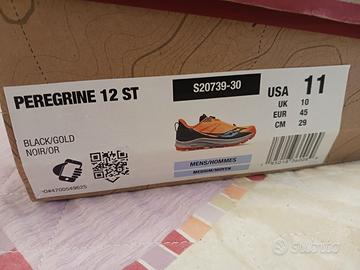 PEREGRINE 12 ST
S20739-30
USA 11
UK 10
EUR 45
CM 29
BLACK/GOLD
NOIR/OR
MENS/HOMMES
MEDIUM/MOYEN
O#4700549625
subito